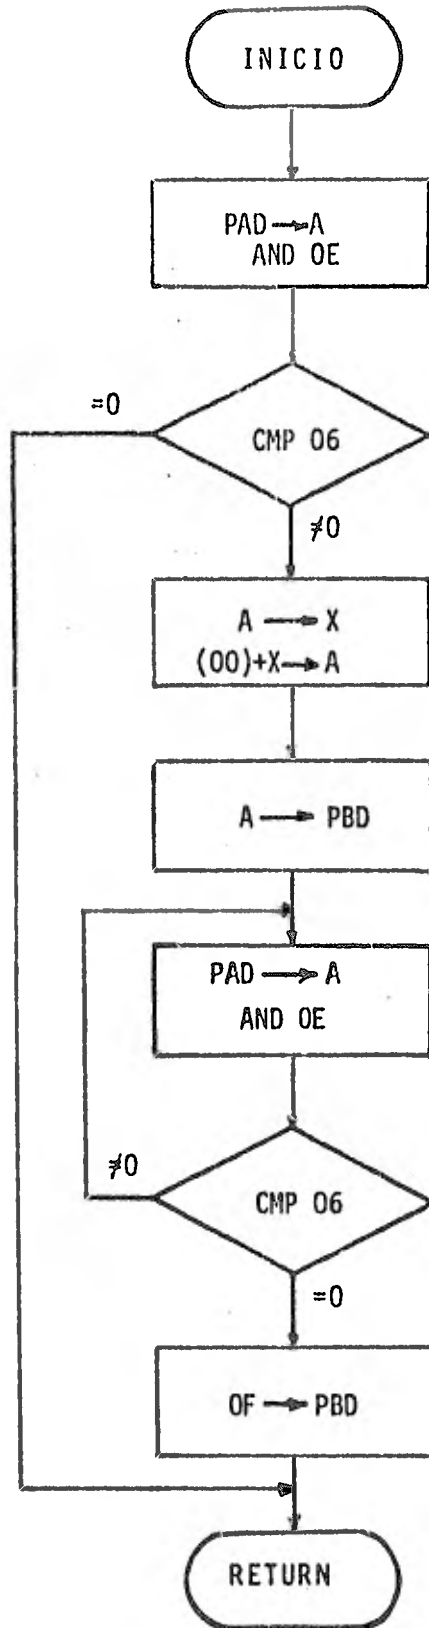 INICIO
PAD → A
AND OE
=0
CMP 06
≠0
A → X
(00)+X → A
A → PBD
PAD → A
AND OE
≠0
CMP 06
=0
OF → PBD
RETURN